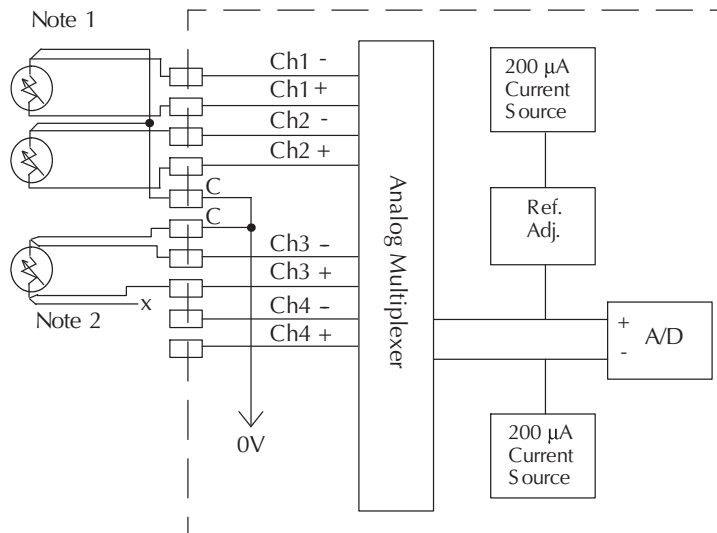 Note 1
Ch1 -
Ch1 +
Ch2 -
Ch2 +
C
C
Ch3 –
Ch3 +
x
Note 2
Ch4 –
Ch4 +
0V
Analog Multiplexer
200 µA
Current
Source
Ref.
Adj.
+
-
A/D
200 µA
Current
Source